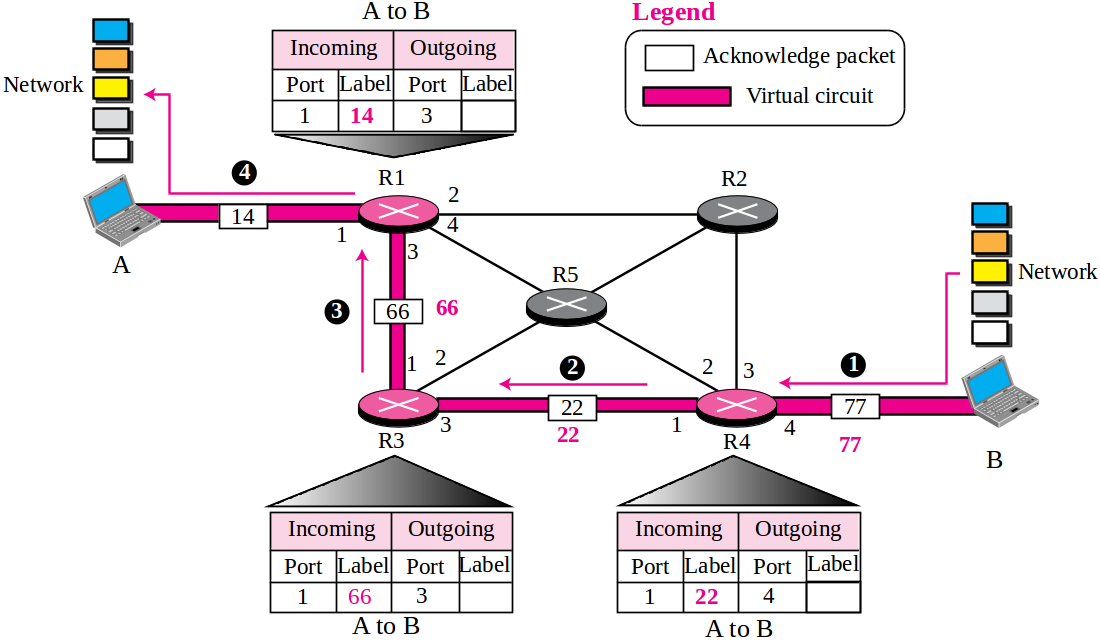 A to B
Legend
Incoming Outgoing
Port Label Port Label
1 14 3
Acknowledge packet
Virtual circuit
Network
4
R1
R2
2
4
14
1
3
A
R5
Network
3
66
66
1
2
2
2
3
1
22
77
3
22
1
4
77
R3
R4
B
Incoming Outgoing
Port Label Port Label
1 66 3
A to B
Incoming Outgoing
Port Label Port Label
1 22 4
A to B